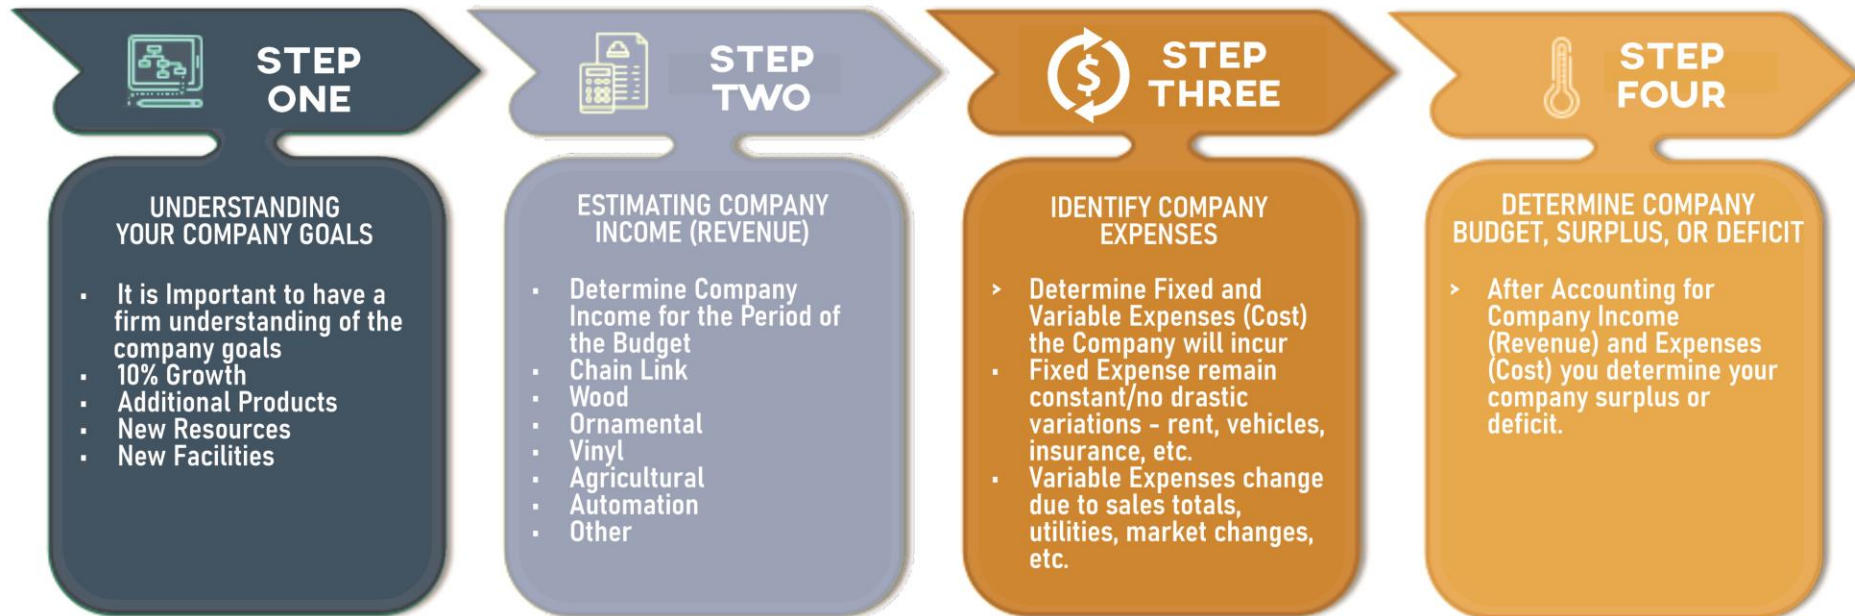 STEP
ONE
UNDERSTANDING
YOUR COMPANY GOALS
▪ It is Important to have a
firm understanding of the
company goals
▪ 10% Growth
▪ Additional Products
▪ New Resources
▪ New Facilities
STEP
TWO
ESTIMATING COMPANY
INCOME (REVENUE)
▪ Determine Company
Income for the Period of
the Budget
▪ Chain Link
▪ Wood
▪ Ornamental
▪ Vinyl
▪ Agricultural
▪ Automation
▪ Other
$
STEP
THREE
IDENTIFY COMPANY
EXPENSES
> Determine Fixed and
Variable Expenses (Cost)
the Company will incur
▪ Fixed Expense remain
constant/no drastic
variations - rent, vehicles,
insurance, etc.
▪ Variable Expenses change
due to sales totals,
utilities, market changes,
etc.
STEP
FOUR
DETERMINE COMPANY
BUDGET, SURPLUS, OR DEFICIT
> After Accounting for
Company Income
(Revenue) and Expenses
(Cost) you determine your
company surplus or
deficit.